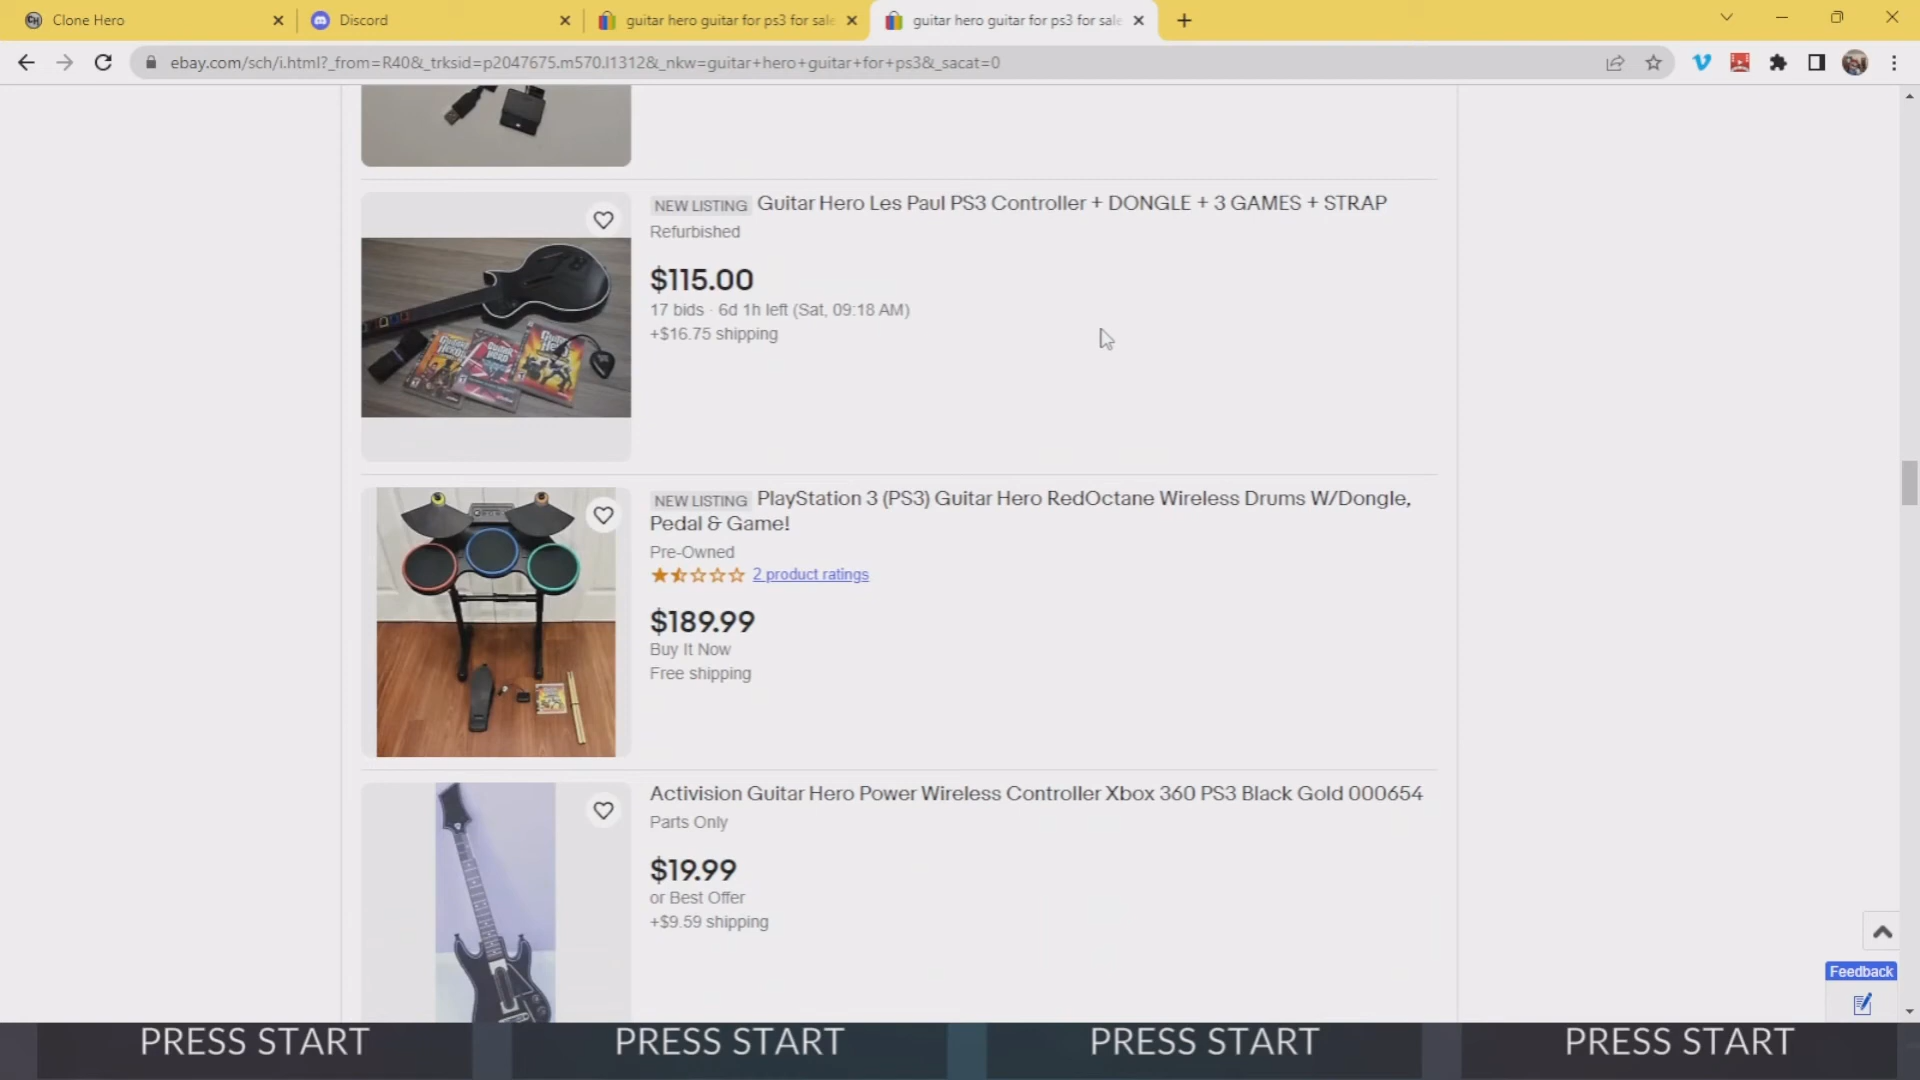 Clone Hero
Discord
guitar hero guitar for ps3 for sale
guitar hero guitar for ps3 for sale
ebay.com/sch/i.html?_from=R40&_trksid=p2047675.m570.l1312&_nkw=guitar+hero+guitar+for+ps3&_sacat=0
NEW LISTING Guitar Hero Les Paul PS3 Controller + DONGLE + 3 GAMES + STRAP
Refurbished
$115.00
17 bids · 6d 1h left (Sat, 09:18 AM)
+$16.75 shipping
NEW LISTING PlayStation 3 (PS3) Guitar Hero RedOctane Wireless Drums W/Dongle,
Pedal & Game!
Pre-Owned
2 product ratings
$189.99
Buy It Now
Free shipping
Activision Guitar Hero Power Wireless Controller Xbox 360 PS3 Black Gold 000654
Parts Only
$19.99
or Best Offer
+$9.59 shipping
Feedback
PRESS START PRESS START PRESS START PRESS START